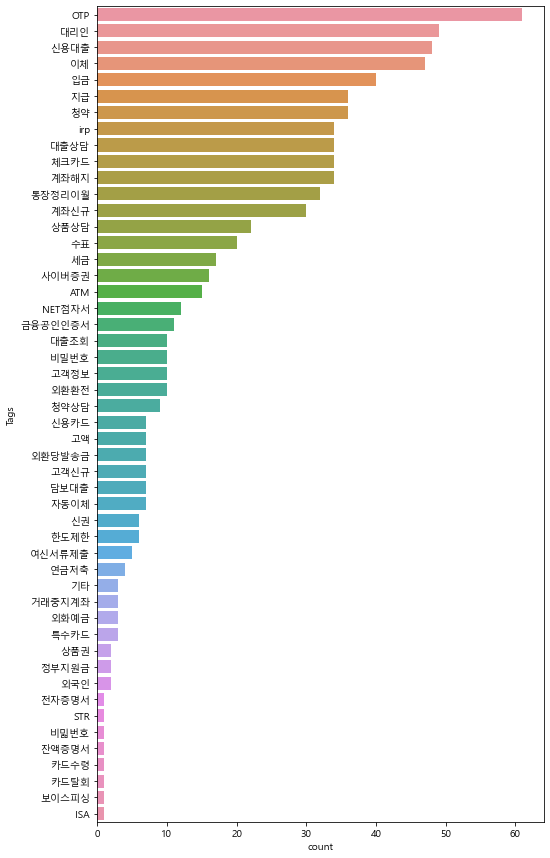 OTP
대리인
신용대출
이체
입금
지급
청약
irp
대출상담
체크카드
계좌해지
통장정리이월
계좌신규
상품상담
수표
세금
사이버증권
ATM
NET점자서
금융공인인증서
대출조회
비밀번호
고객정보
외환환전
청약상담
신용카드
고액
외환당발송금
고객신규
담보대출
자동이체
신권
한도제한
여신서류제출
연금저축
기타
거래중지계좌
외화예금
특수카드
상품권
정부지원금
외국인
전자증명서
STR
비밃번호
잔액증명서
카드수령
카드탈회
보이스피싱
ISA
Tags
0 10 20 30 40 50 60
count